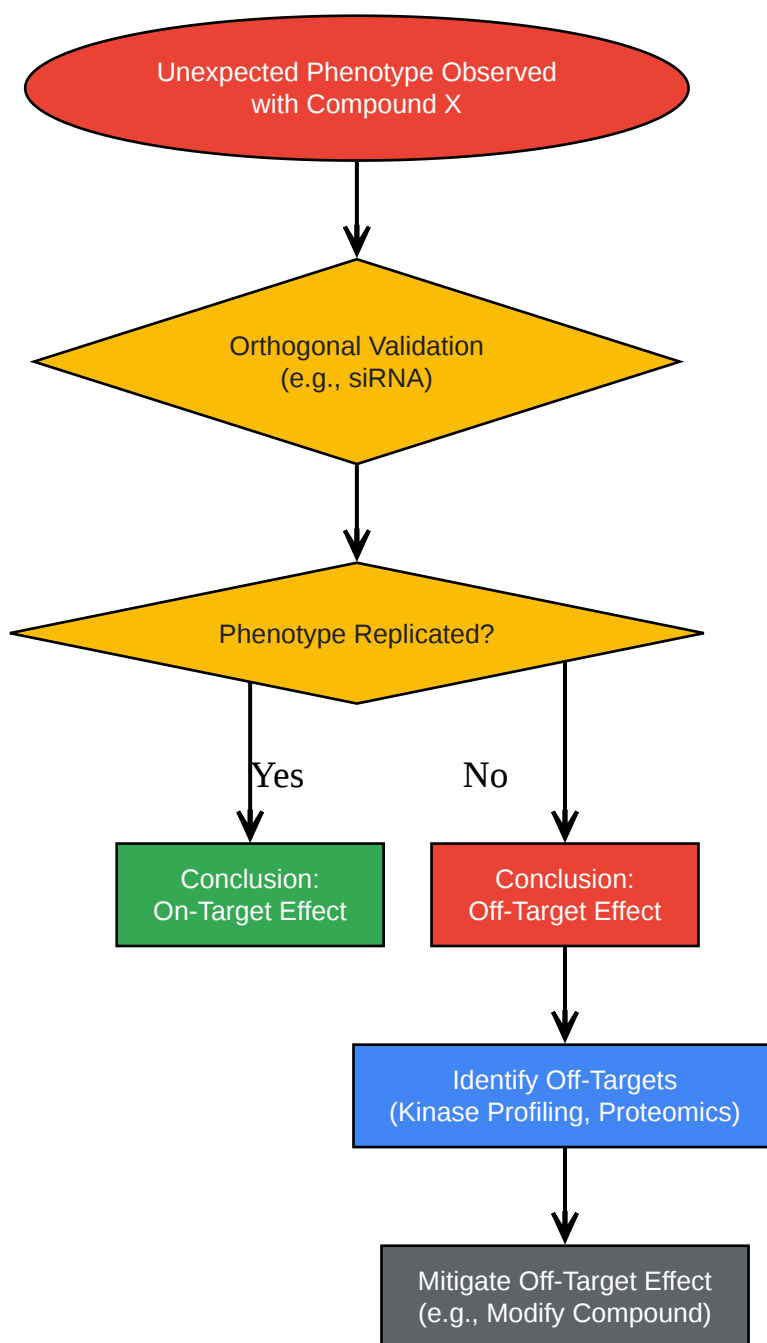 Unexpected Phenotype Observed
with Compound X
Orthogonal Validation
(e.g., siRNA)
Phenotype Replicated?
Yes
No
Conclusion:
On-Target Effect
Conclusion:
Off-Target Effect
Identify Off-Targets
(Kinase Profiling, Proteomics)
Mitigate Off-Target Effect
(e.g., Modify Compound)